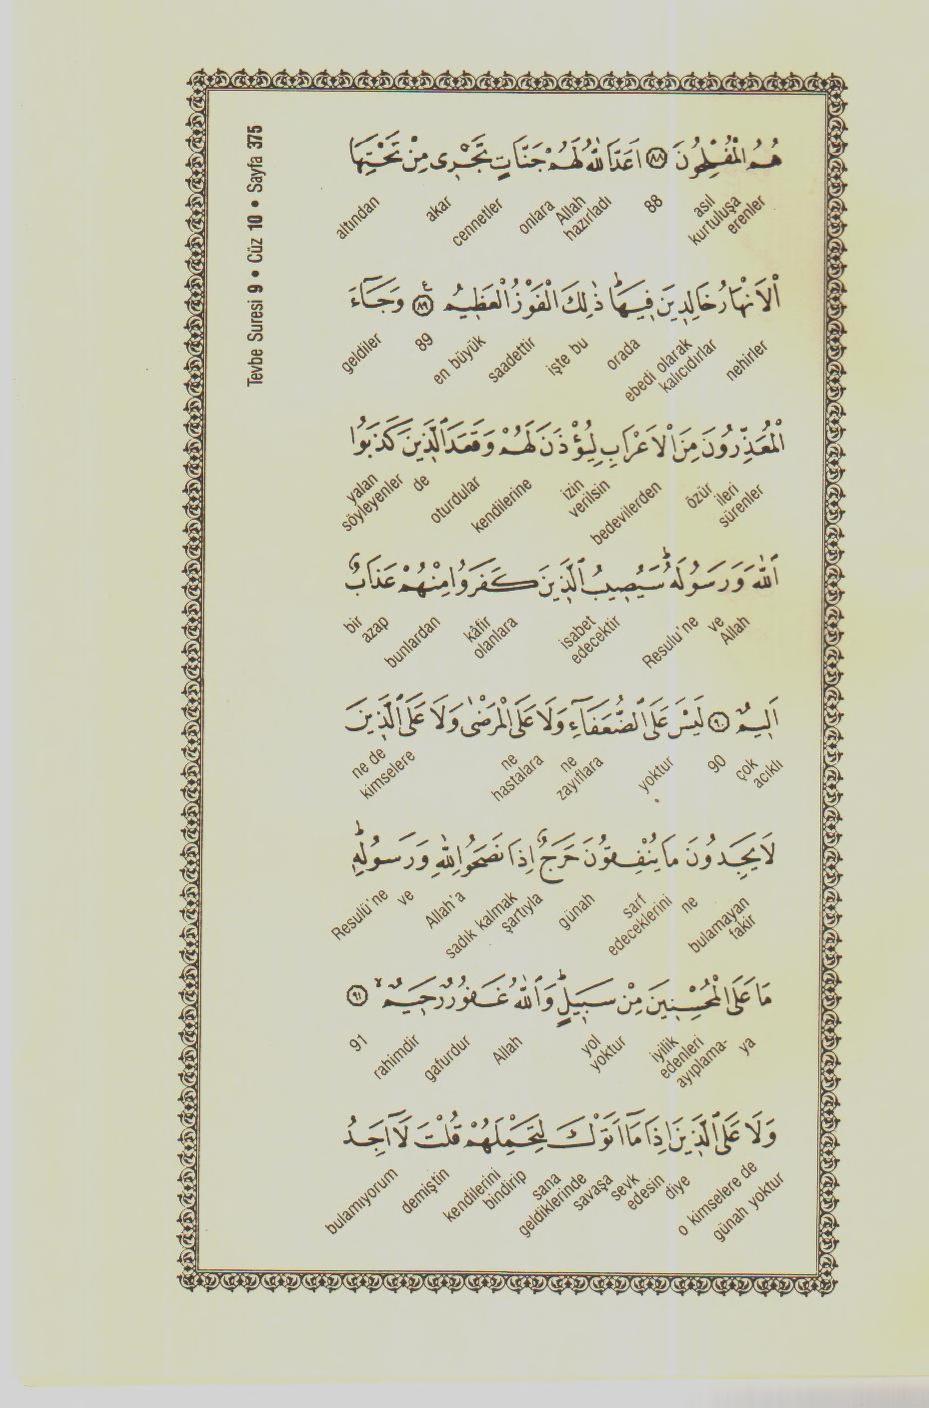 Tevbe Suresi 9 • Cüz 10 • Sayfa 375
هُمُ الْمُفْلِحُونَ ﴿٨٨﴾ اَعَدَّ اللّٰهُ لَهُمْ جَنَّاتٍ تَجْرٖى مِنْ تَحْتِهَا
asıl kurtuluşa erenler 88 Allah hazırladı onlara cennetler akar altından
الْاَنْهَارُ خَالِدٖينَ فٖيهَاۜ ذٰلِكَ الْفَوْزُ الْعَظٖيمُ ﴿٨٩﴾ وَجَٓاءَ
nehirler ebedi olarak kalıcıdırlar orada işte bu saadettir en büyük 89 geldiler
الْمُعَذِّرُونَ مِنَ الْاَعْرَابِ لِيُؤْذَنَ لَهُمْ وَقَعَدَ الَّذٖينَ كَذَبُوا
özür ileri sürenler bedevilerden izin verilsin kendilerine oturdular de yalan söyleyenler
اللّٰهَ وَرَسُولَهُۜ سَيُصٖيبُ الَّذٖينَ كَفَرُوا مِنْهُمْ عَذَابٌ
Allah ve Resulu'ne isabet edecektir kâfir olanlara bunlardan bir azap
اَلٖيمٌ ﴿٩٠﴾ لَيْسَ عَلَى الضُّعَفَٓاءِ وَلَا عَلَى الْمَرْضٰى وَلَا عَلَى الَّذٖينَ
çok acıklı 90 yoktur ne zayıflara ne hastalara ne de kimselere
لَا يَجِدُونَ مَا يُنْفِقُونَ حَرَجٌ اِذَا نَصَحُوا لِلّٰهِ وَرَسُولِهٖۜ
bulamayan fakir ne sarf edeceklerini günah sadık kalmak şartıyla Allah'a ve Resulü'ne
مَا عَلَى الْمُحْسِنٖينَ مِنْ سَبٖيلٍۜ وَاللّٰهُ غَفُورٌ رَحٖيمٌۙ ﴿٩١﴾
iyilik edenleri ayıplama- ya yol yoktur Allah gafurdur rahimdir 91
وَلَا عَلَى الَّذٖينَ اِذَا مَٓا اَتَوْكَ لِتَحْمِلَهُمْ قُلْتَ لَٓا اَجِدُ
o kimselere de günah yoktur sana geldiklerinde savaşa sevk edesin diye kendilerini bindirip demiştin bulamıyorum